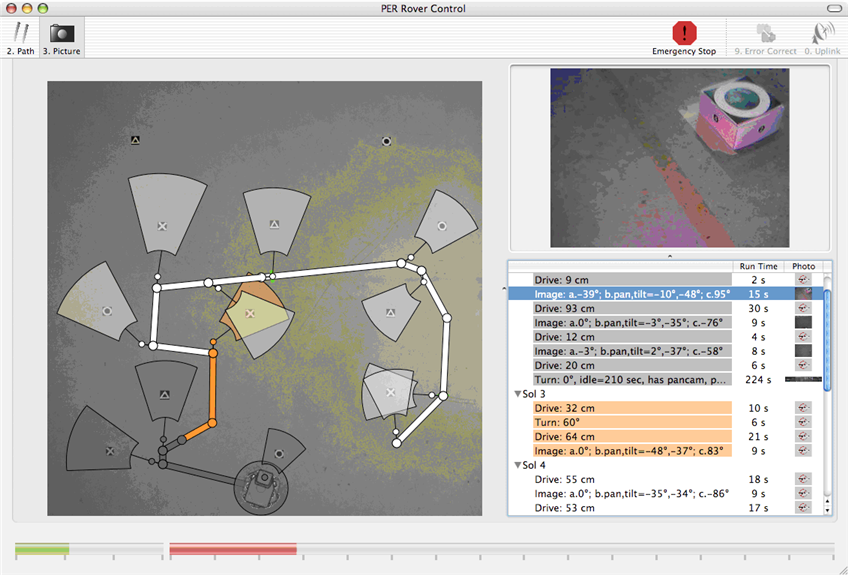 PER Rover Control
2. Path
3. Picture
Emergency Stop
9. Error Correct
0. Uplink
Run Time
Photo
Drive: 9 cm 2 s
Image: a.−39°; b.pan,tilt=−10°,−48°; c.95° 15 s
Drive: 93 cm 30 s
Image: a.0°; b.pan,tilt=−3°,−35°; c.−76° 9 s
Drive: 12 cm 4 s
Image: a.−3°; b.pan,tilt=2°,−37°; c.−58° 8 s
Drive: 20 cm 6 s
Turn: 0°, idle=210 sec, has pancam, p... 224 s
Sol 3
Drive: 32 cm 10 s
Turn: 60° 6 s
Drive: 64 cm 21 s
Image: a.0°; b.pan,tilt=−48°,−37°; c.83° 9 s
Sol 4
Drive: 55 cm 18 s
Image: a.0°; b.pan,tilt=−35°,−34°; c.−86° 9 s
Drive: 53 cm 17 s